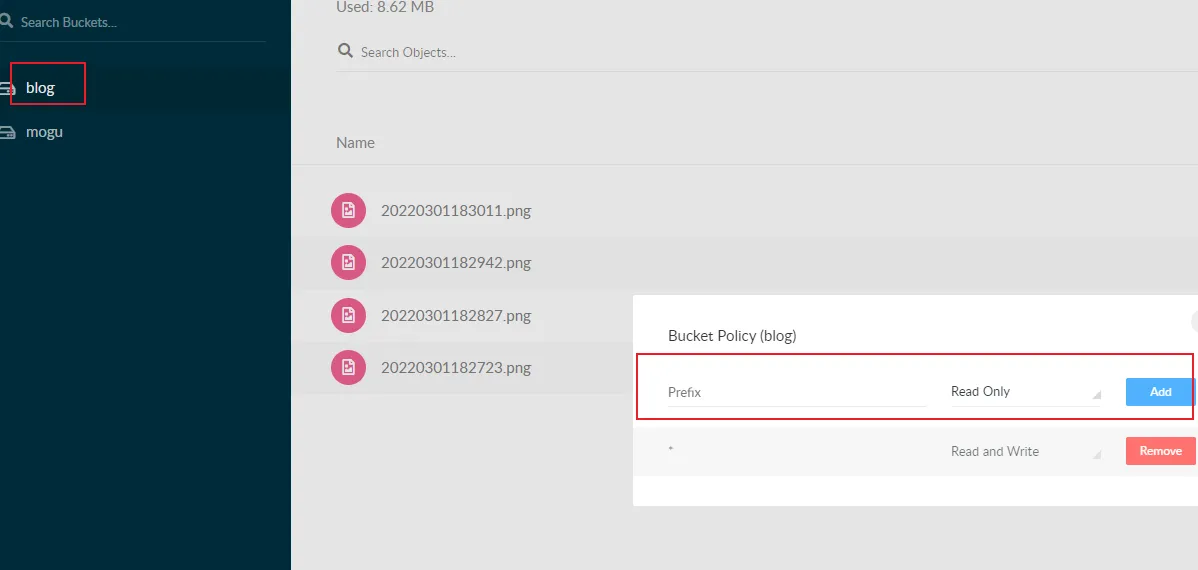 Search Buckets...
blog
mogu
Used: 8.62 MB
Search Objects...
Name
20220301183011.png
20220301182942.png
20220301182827.png
20220301182723.png
Bucket Policy (blog)
Prefix Read Only Add
* Read and Write Remove